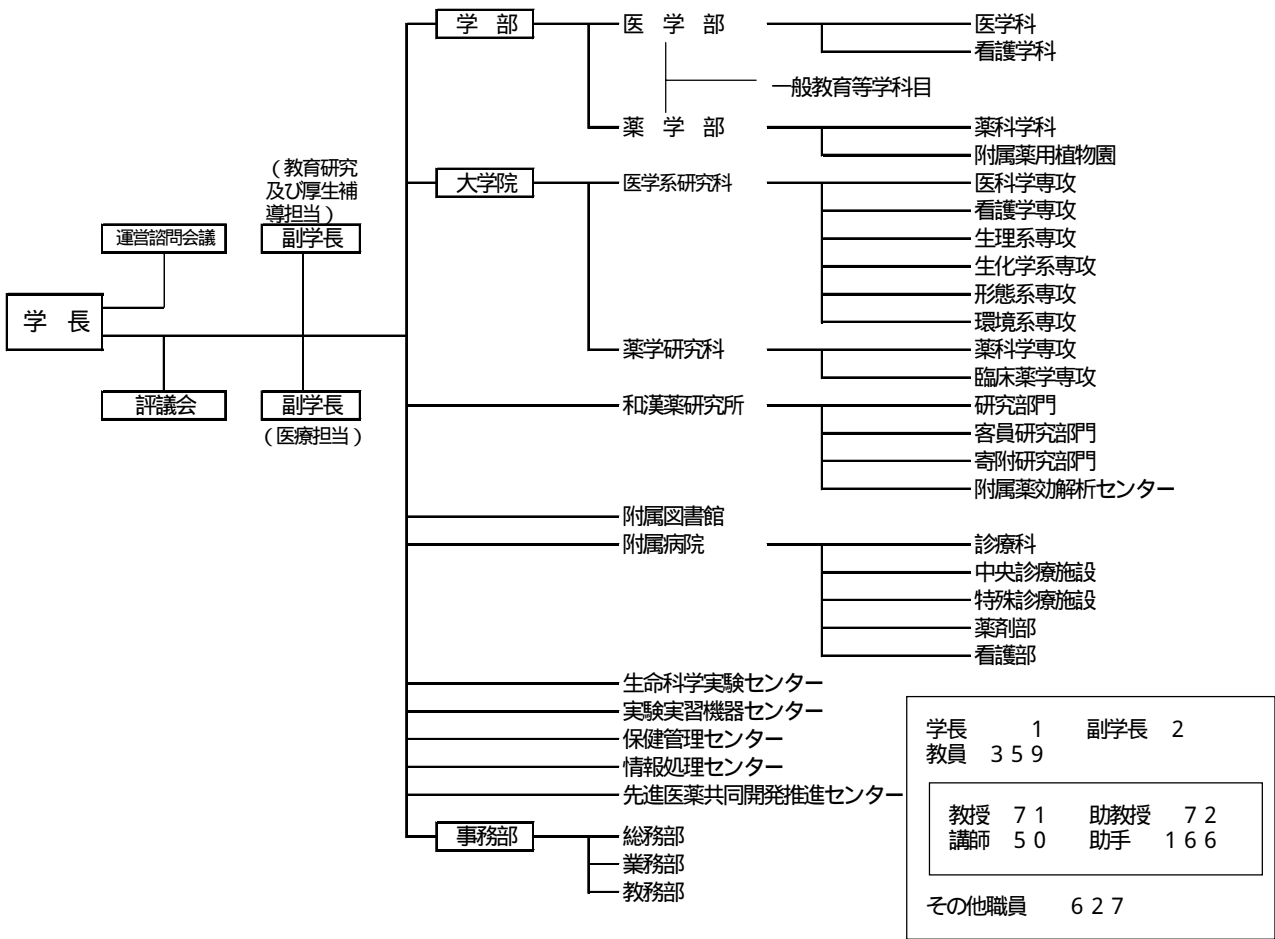 学 部
医 学 部
医学科
看護学科
一般教育等学科目
薬 学 部
薬科学科
附属薬用植物園
(教育研究
及び厚生補
導担当)
大学院
医学系研究科
医科学専攻
看護学専攻
生理系専攻
生化学系専攻
形態系専攻
環境系専攻
運営諮問会議
副学長
学 長
薬学研究科
薬科学専攻
臨床薬学専攻
評議会
副学長
(医療担当)
和漢薬研究所
研究部門
客員研究部門
寄附研究部門
附属薬効解析センター
附属図書館
附属病院
診療科
中央診療施設
特殊診療施設
薬剤部
看護部
生命科学実験センター
実験実習機器センター
保健管理センター
情報処理センター
先進医薬共同開発推進センター
事務部
総務部
業務部
教務部
学長 1 副学長 2
教員 359
教授 71 助教授 72
講師 50 助手 166
その他職員 627